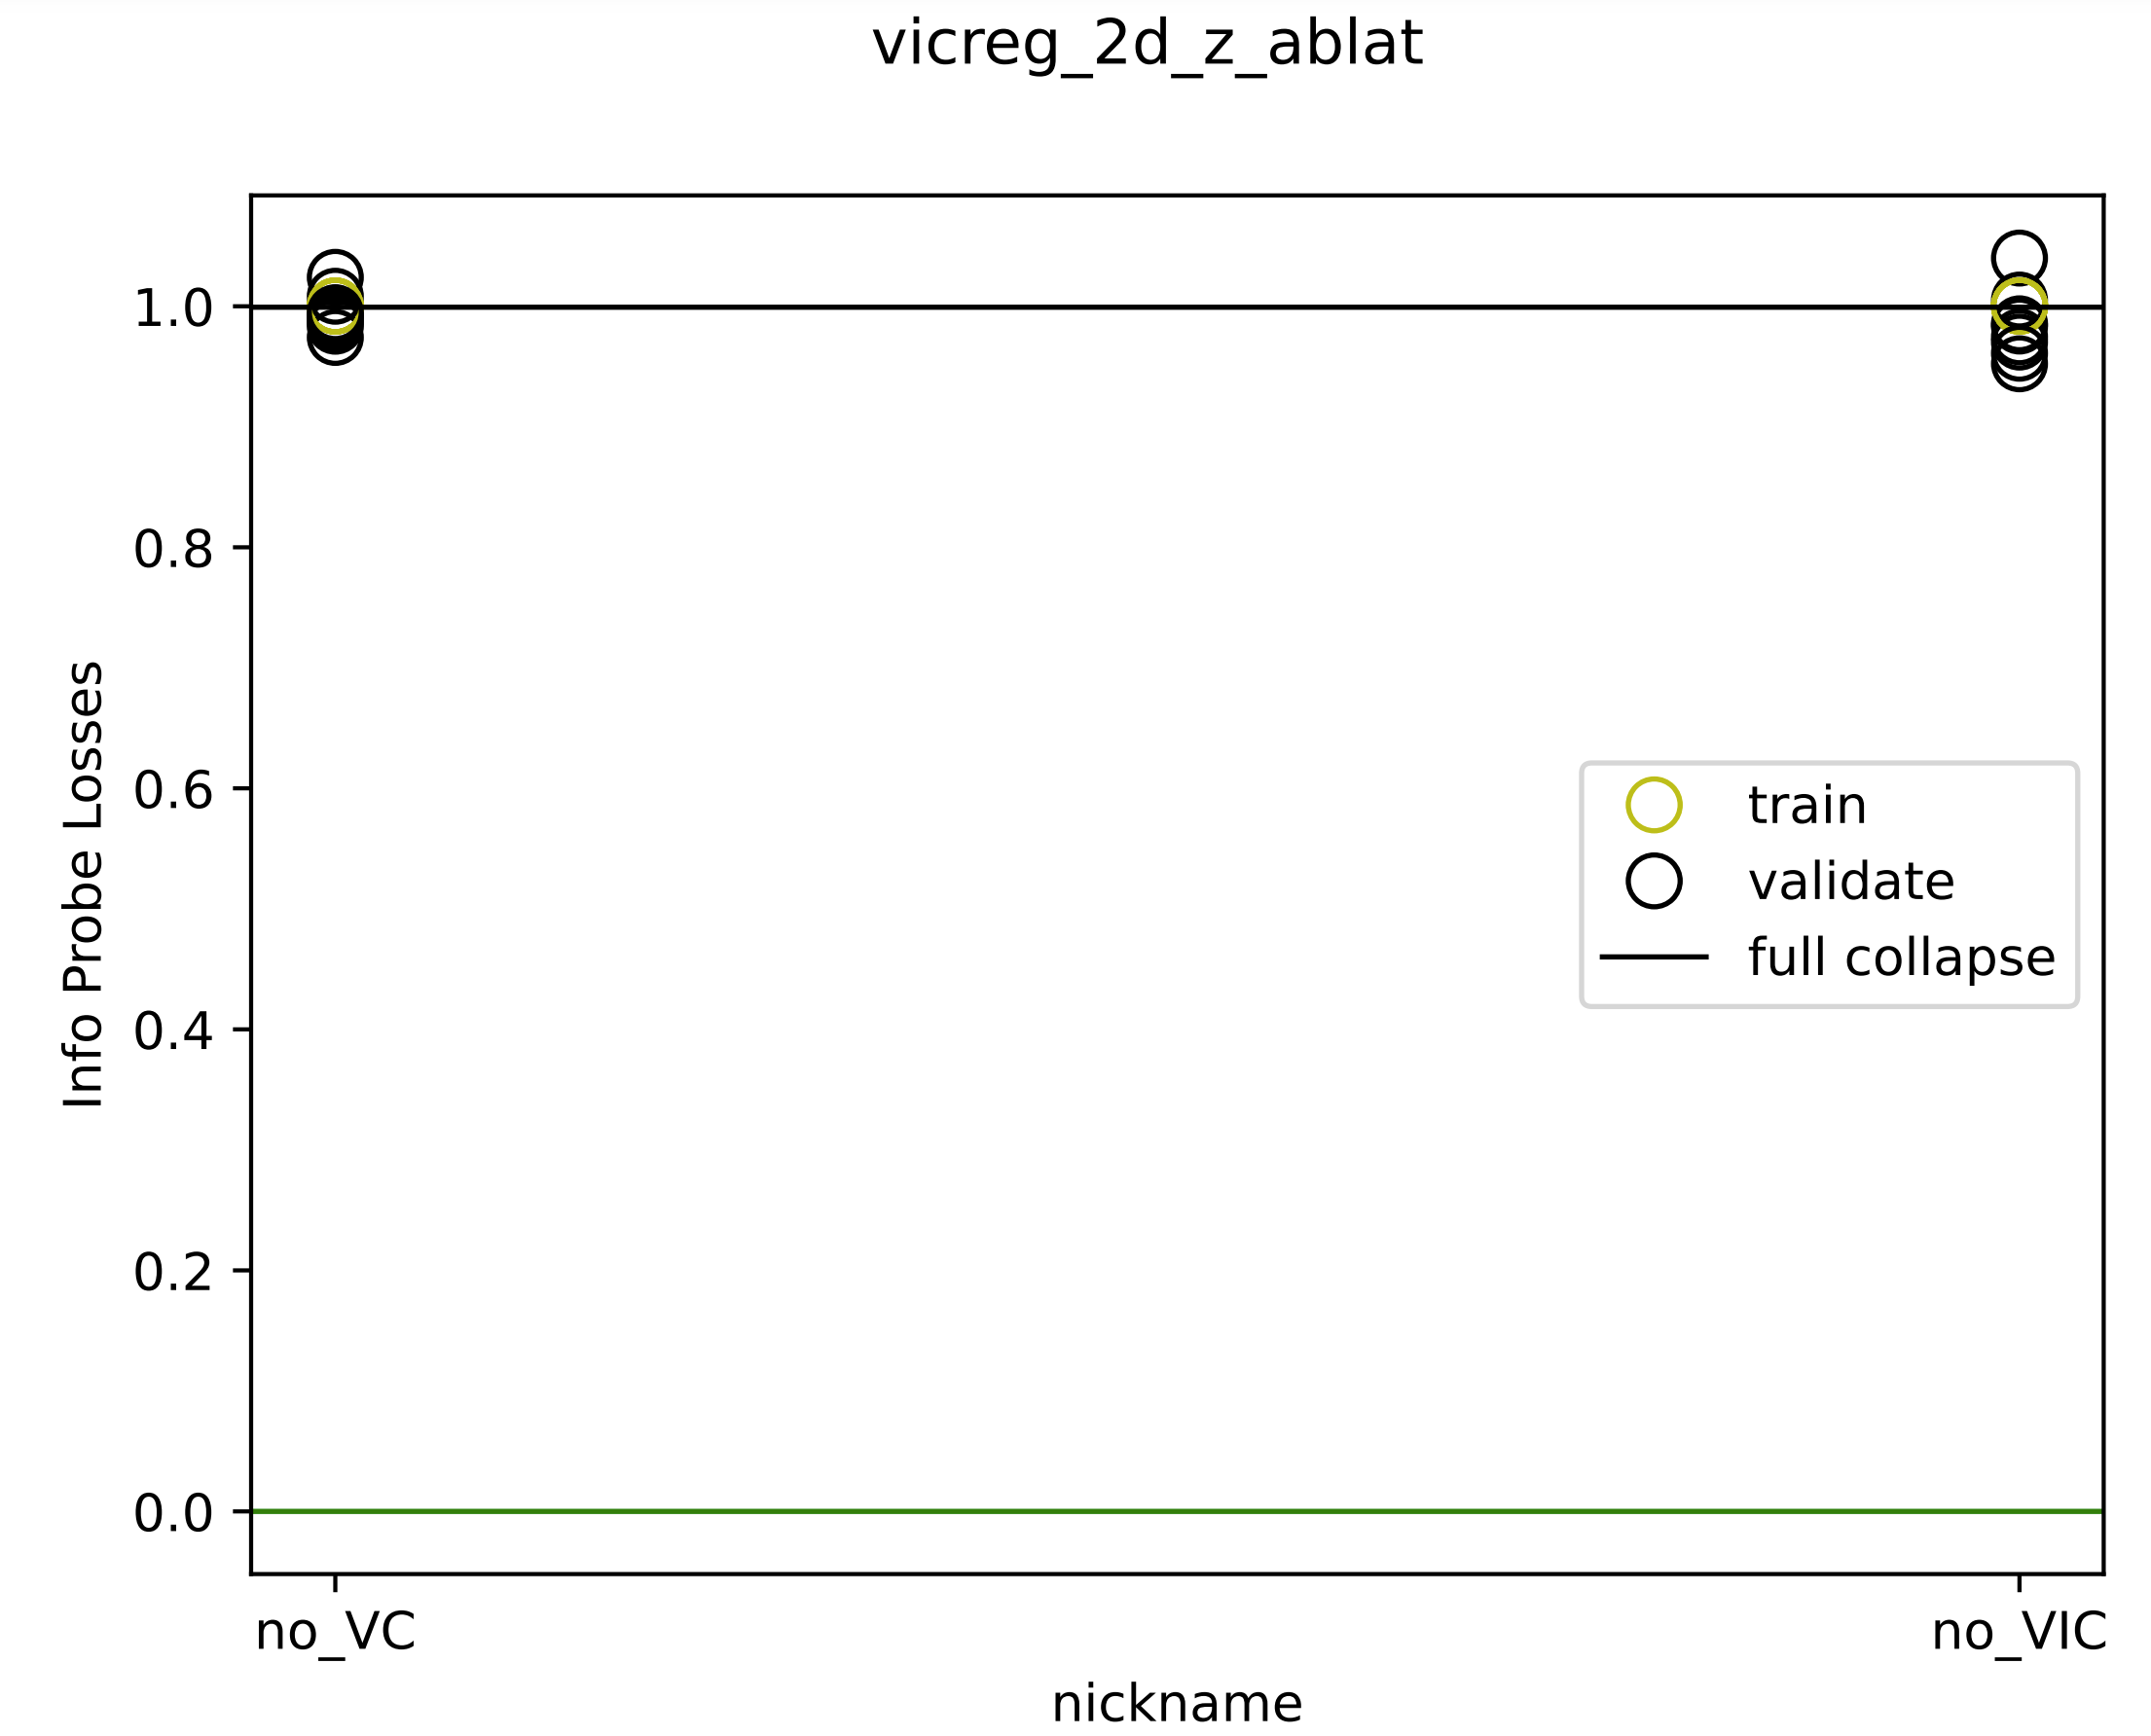 vicreg_2d_z_ablat
Info Probe Losses
1.0
0.8
0.6
0.4
0.2
0.0
train
validate
full collapse
no_VC
no_VIC
nickname